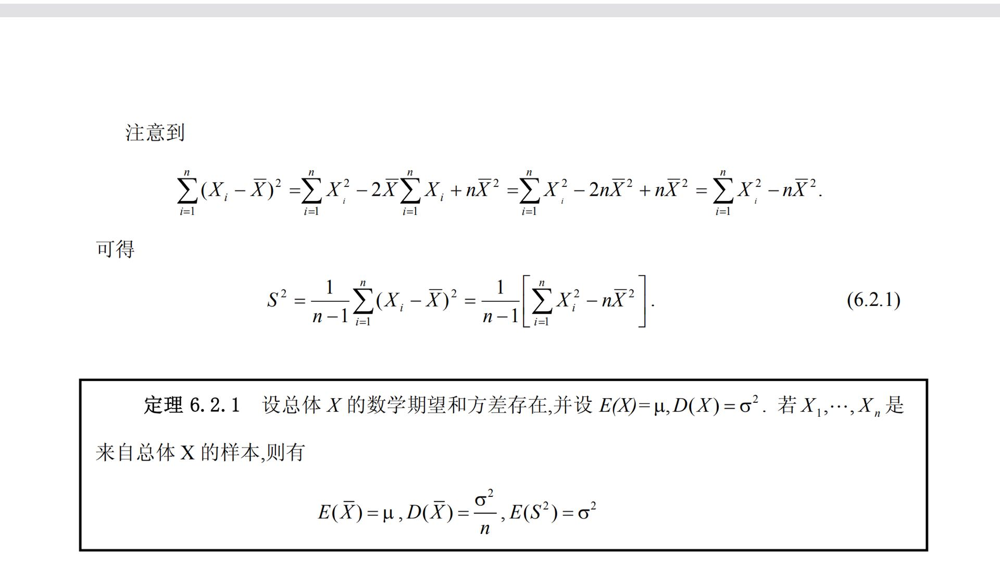 注意到
$\sum_{i=1}^{n}(X_i-\overline{X})^2=\sum_{i=1}^{n}X_i^2-2\overline{X}\sum_{i=1}^{n}X_i+n\overline{X}^2=\sum_{i=1}^{n}X_i^2-2n\overline{X}^2+n\overline{X}^2=\sum_{i=1}^{n}X_i^2-n\overline{X}^2.$
可得
$S^2=\frac{1}{n-1}\sum_{i=1}^{n}(X_i-\overline{X})^2=\frac{1}{n-1}\left[\sum_{i=1}^{n}X_i^2-n\overline{X}^2\right].$ (6.2.1)
定理 6.2.1 设总体 X 的数学期望和方差存在,并设 $E(X)=\mu, D(X)=\sigma^2$. 若 $X_1,\cdots,X_n$ 是
来自总体 X 的样本,则有
$E(\overline{X})=\mu, D(\overline{X})=\frac{\sigma^2}{n}, E(S^2)=\sigma^2$